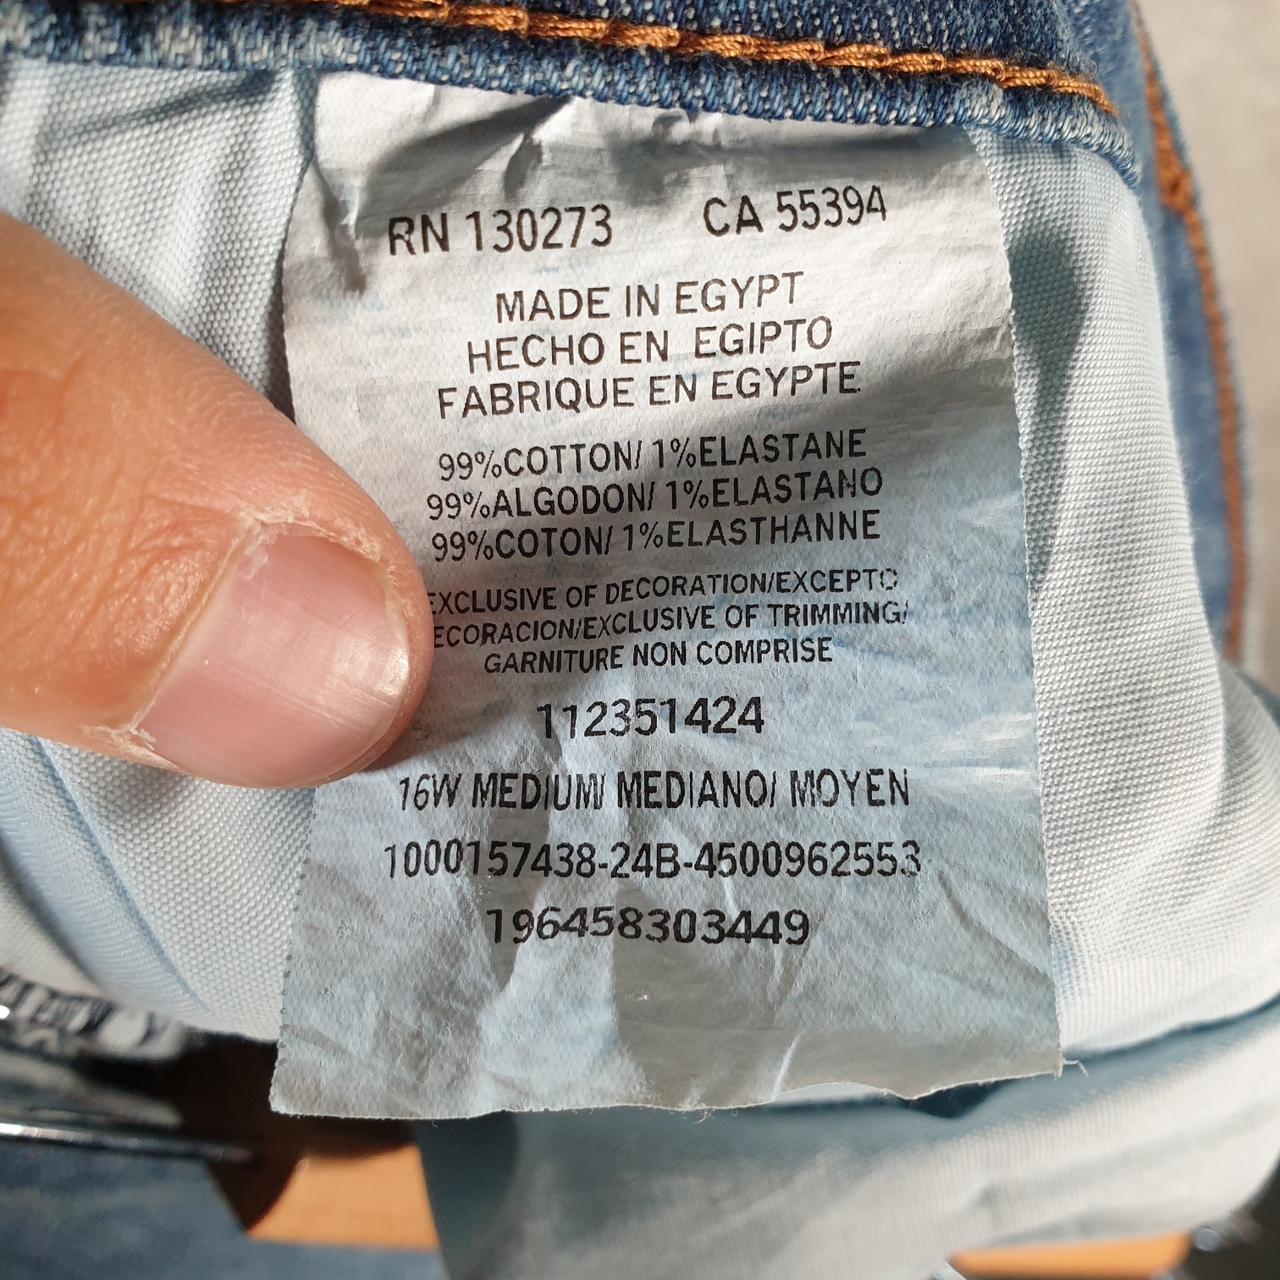 RN 130273 CA 55394
MADE IN EGYPT
HECHO EN EGIPTO
FABRIQUE EN EGYPTE
99%COTTON/ 1%ELASTANE
99%ALGODON/ 1%ELASTANO
99%COTON/ 1%ELASTHANNE
EXCLUSIVE OF DECORATION/EXCEPTO
ECORACION/EXCLUSIVE OF TRIMMING/
GARNITURE NON COMPRISE
112351424
16W MEDIUM/ MEDIANO/ MOYEN
1000157438-24B-4500962553
196458303449